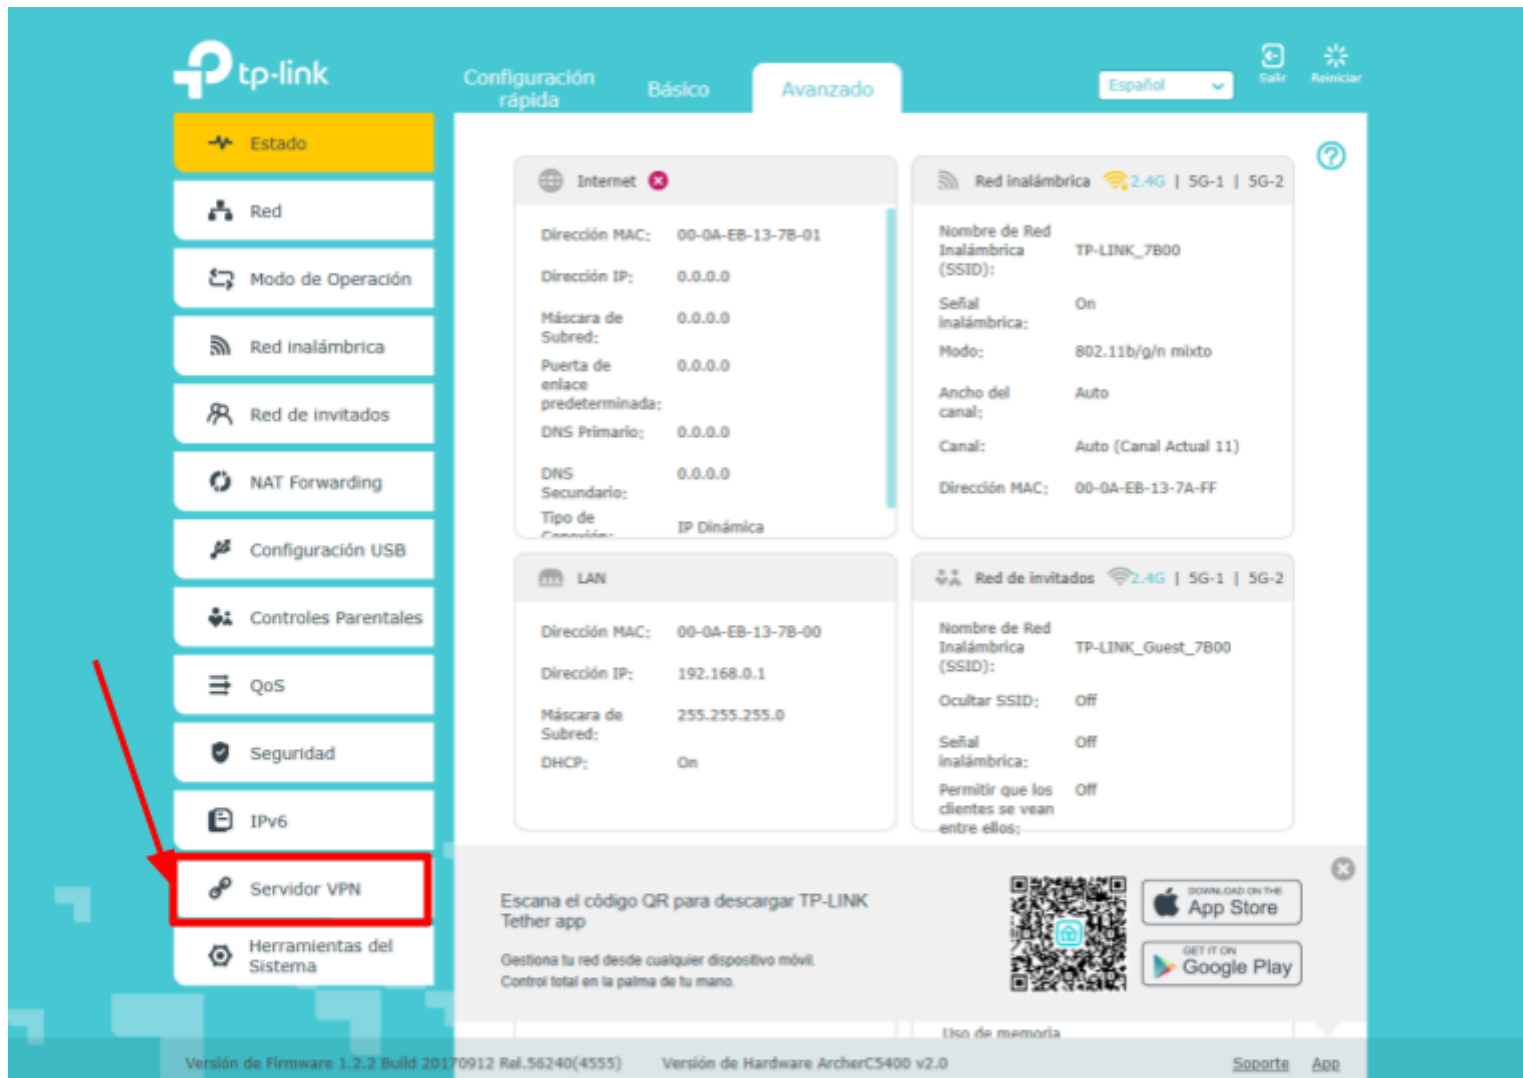 tp-link
Configuración
rápida
Básico
Avanzado
Español
Salir
Reiniciar
Estado
Red
Modo de Operación
Red inalámbrica
Red de invitados
NAT Forwarding
Configuración USB
Controles Parentales
QoS
Seguridad
IPv6
Servidor VPN
Herramientas del
Sistema
Internet
Dirección MAC: 00-0A-EB-13-7B-01
Dirección IP: 0.0.0.0
Máscara de 0.0.0.0
Subred:
Puerta de 0.0.0.0
enlace
predeterminada:
DNS Primario: 0.0.0.0
DNS 0.0.0.0
Secundario:
Tipo de IP Dinámica
Conexión:
Red inalámbrica 2.4G | 5G-1 | 5G-2
Nombre de Red
Inalámbrica TP-LINK_7B00
(SSID):
Señal On
inalámbrica:
Modo: 802.11b/g/n mixto
Ancho del Auto
canal:
Canal: Auto (Canal Actual 11)
Dirección MAC: 00-0A-EB-13-7A-FF
LAN
Dirección MAC: 00-0A-EB-13-7B-00
Dirección IP: 192.168.0.1
Máscara de 255.255.255.0
Subred:
DHCP: On
Red de invitados 2.4G | 5G-1 | 5G-2
Nombre de Red
Inalámbrica TP-LINK_Guest_7B00
(SSID):
Ocultar SSID: Off
Señal Off
inalámbrica:
Permitir que los Off
clientes se vean
entre ellos:
Escana el código QR para descargar TP-LINK
Tether app
Gestiona tu red desde cualquier dispositivo móvil.
Control total en la palma de tu mano.
DOWNLOAD ON THE
App Store
GET IT ON
Google Play
Uso de memoria
Versión de Firmware 1.2.2 Build 20170912 Rel.56240(4555) Versión de Hardware ArcherC5400 v2.0
Soporte App